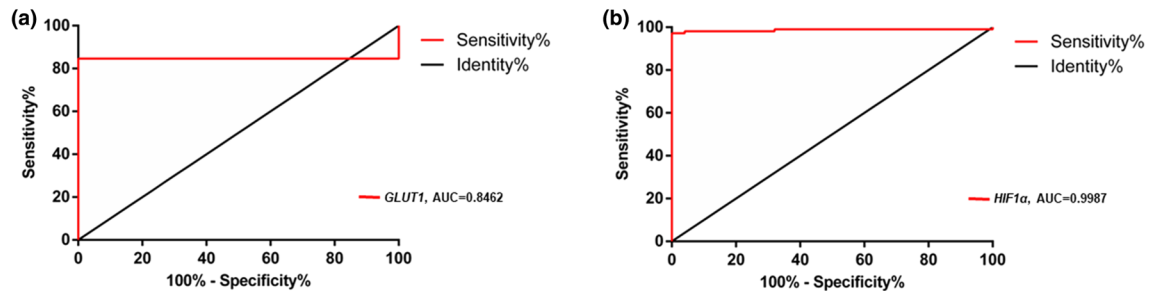 (a)
100
80
60
40
20
0
Sensitivity%
0 20 40 60 80 100
100% - Specificity%
Sensitivity%
Identity%
GLUT1, AUC=0.8462
(b)
100
80
60
40
20
0
Sensitivity%
0 20 40 60 80 100
100% - Specificity%
Sensitivity%
Identity%
HIF1α, AUC=0.9987